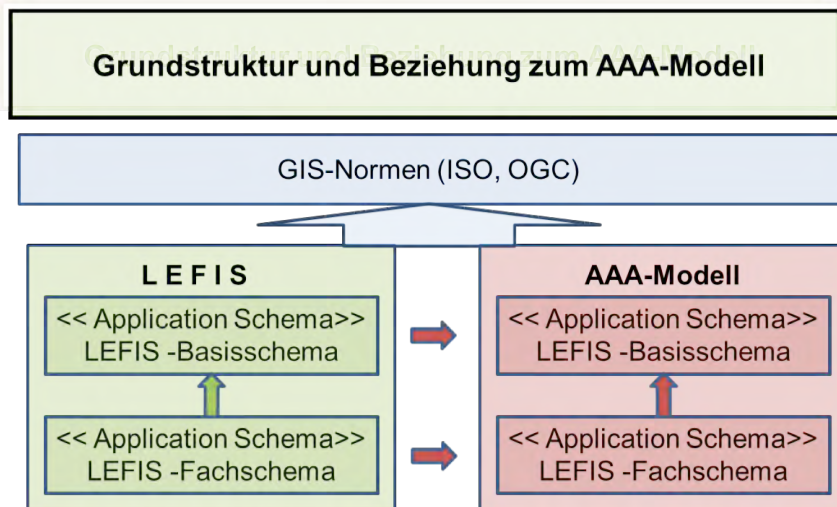 Grundstruktur und Beziehung zum AAA-Modell
GIS-Normen (ISO, OGC)
L E F I S
<< Application Schema>>
LEFIS -Basisschema
<< Application Schema>>
LEFIS -Fachschema
AAA-Modell
<< Application Schema>>
LEFIS -Basisschema
<< Application Schema>>
LEFIS -Fachschema